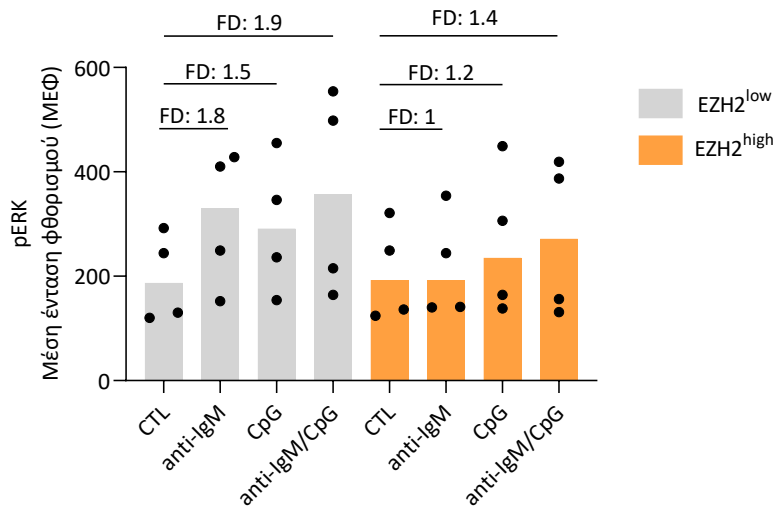 FD: 1.9
FD: 1.4
FD: 1.5
FD: 1.2
FD: 1.8
FD: 1
pERK
Μέση ένταση φθορισμού (ΜΕΦ)
600
400
200
0
CTL
anti-IgM
CpG
anti-IgM/CpG
CTL
anti-IgM
CpG
anti-IgM/CpG
EZH2low
EZH2high